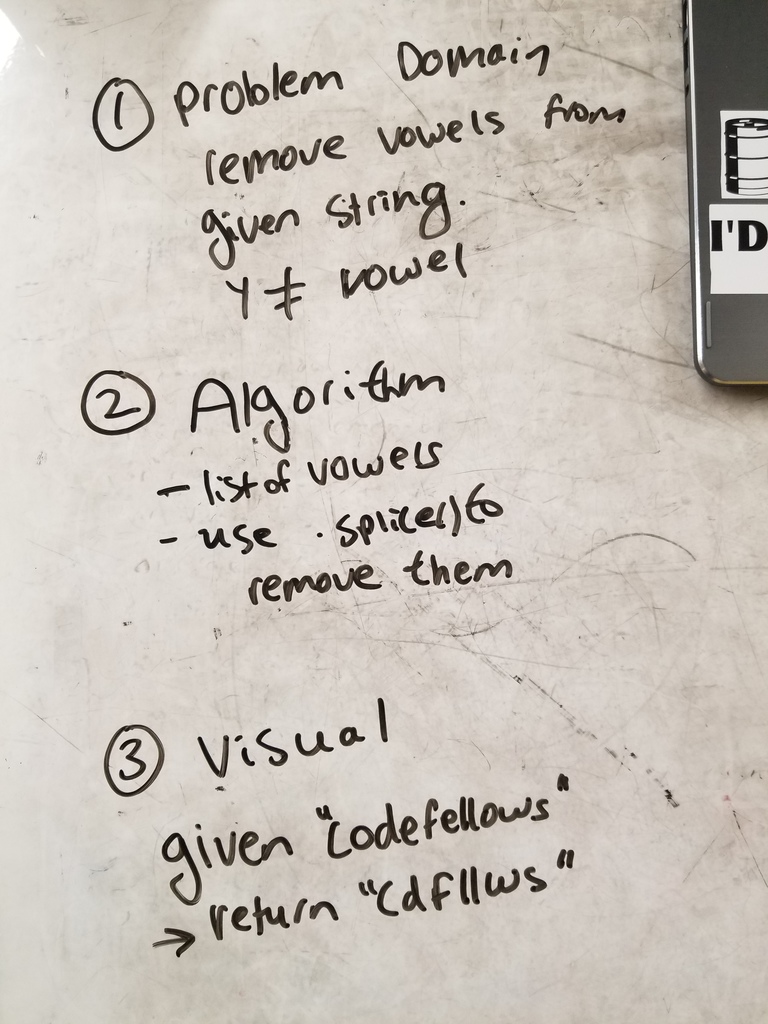 ① Problem Domain
remove vowels from
given string.
Y ≠ vowel
I'D
② Algorithm
- list of vowels
- use .splice() to
remove them
③ Visual
given "Codefellows"
→ return "Cdfllws"